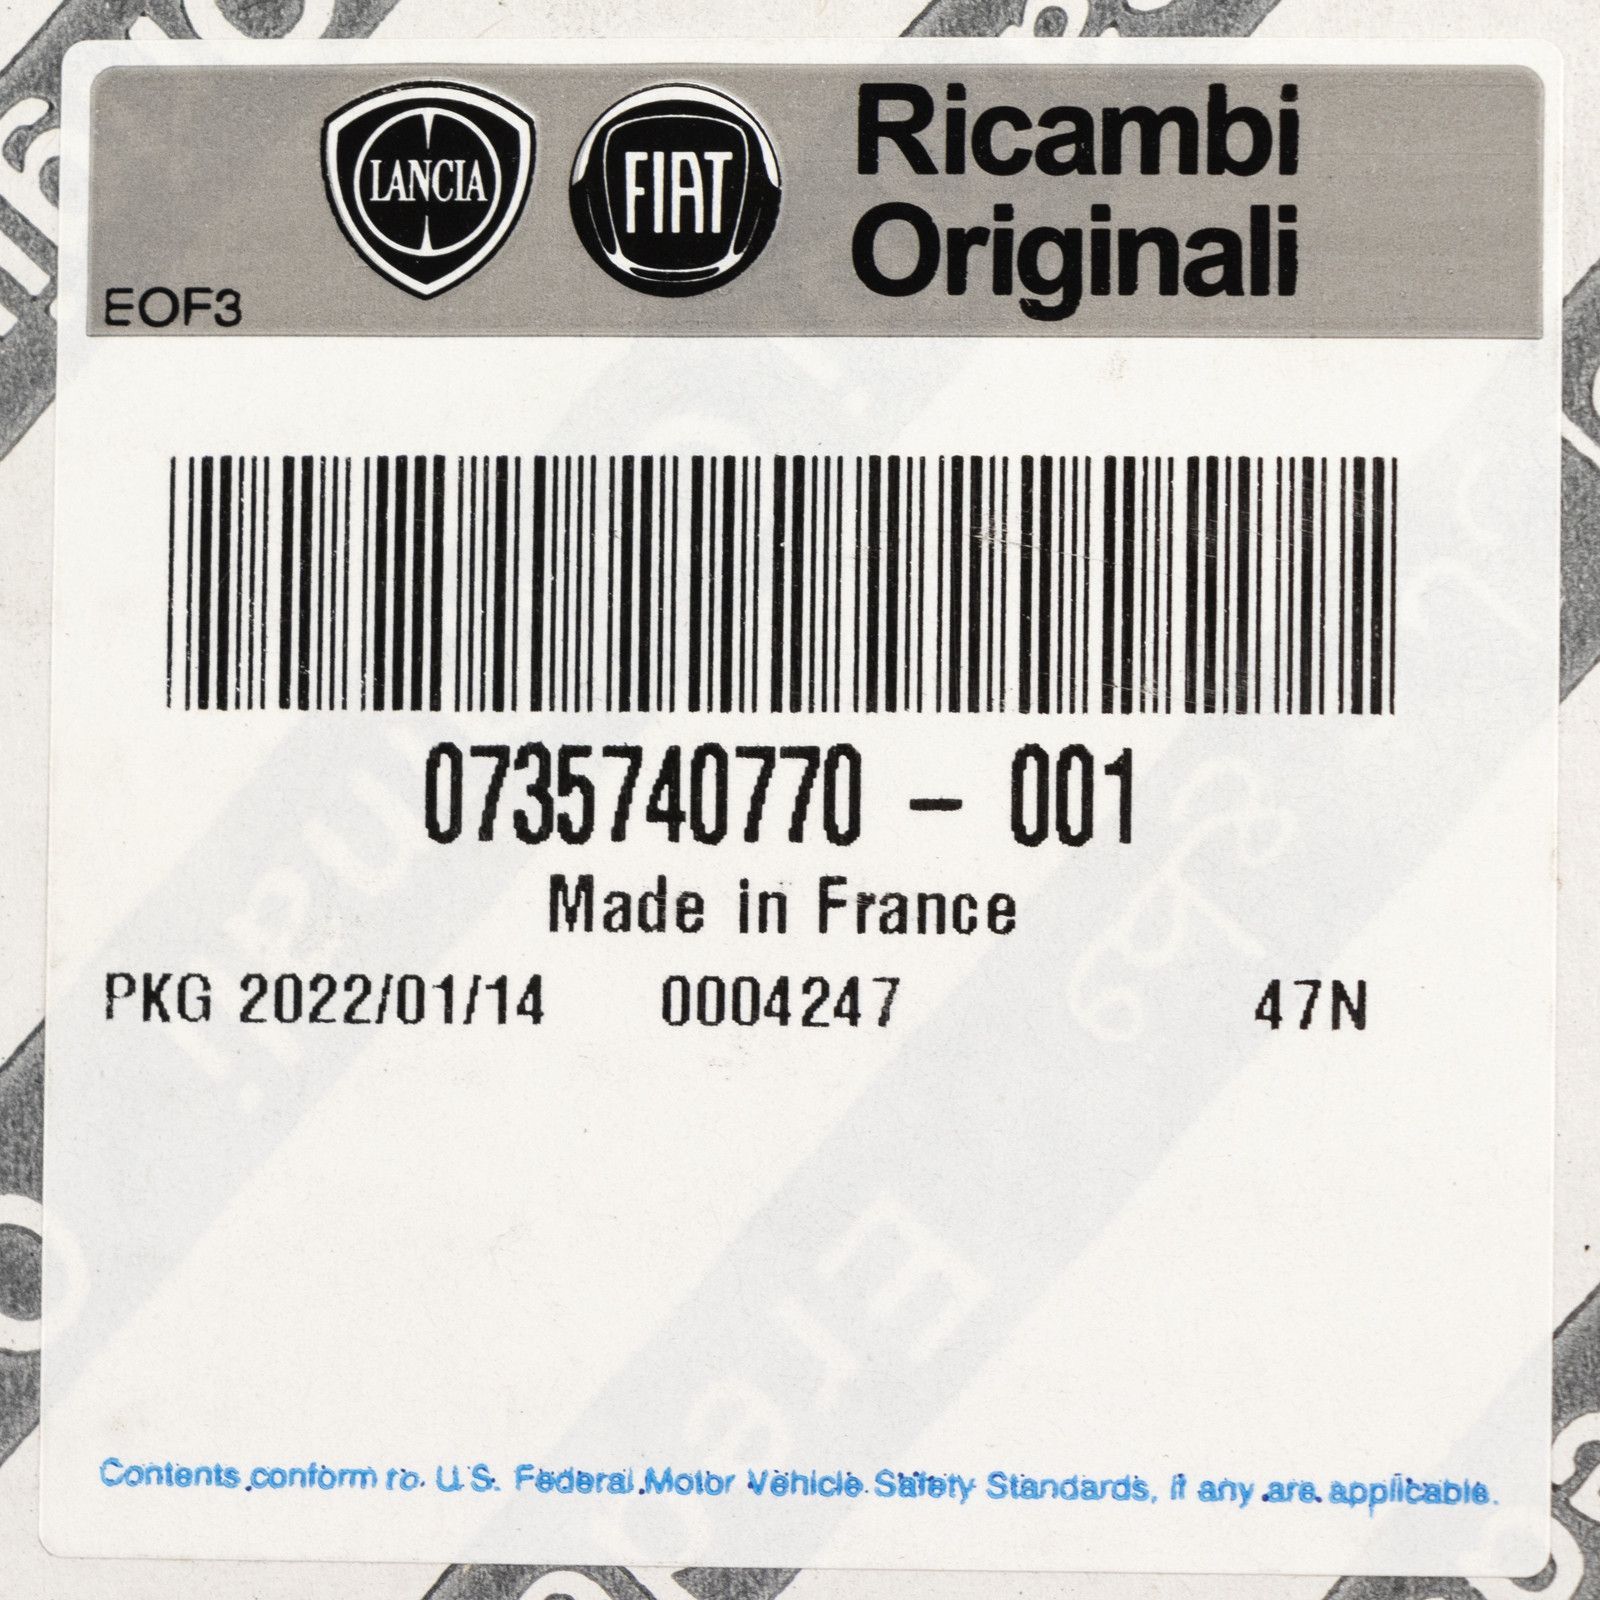 LANCIA
FIAT
Ricambi
Originali
EOF3
0735740770 - 001
Made in France
PKG 2022/01/14 0004247 47N
Contents conform to U.S. Federal Motor Vehicle Safety Standards, if any are applicable.